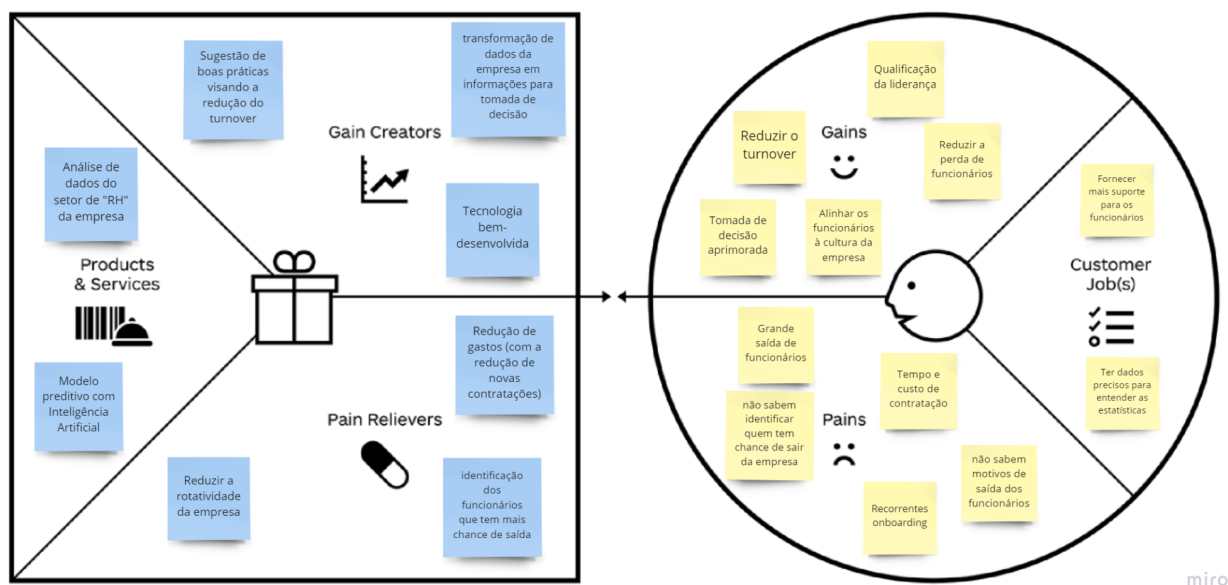 Sugestão de
boas práticas
visando a
redução do
turnover
transformação de
dados da
empresa em
informações para
tomada de
decisão
Gain Creators
Análise de
dados do
setor de "RH"
da empresa
Tecnologia
bem-
desenvolvida
Products
& Services
Modelo
preditivo com
Inteligência
Artificial
Redução de
gastos (com a
redução de
novas
contratações)
Pain Relievers
Reduzir a
rotatividade
da empresa
identificação
dos
funcionários
que tem mais
chance de saída
Qualificação
da liderança
Reduzir o
turnover
Gains
Reduzir a
perda de
funcionários
Tomada de
decisão
aprimorada
Alinhar os
funcionários
à cultura da
empresa
Fornecer
mais suporte
para os
funcionários
Customer
Job(s)
Ter dados
precisos para
entender as
estatísticas
Grande
saída de
funcionários
Tempo e
custo de
contratação
não sabem
identificar
quem tem
chance de sair
da empresa
Pains
não sabem
motivos de
saída dos
funcionários
Recorrentes
onboarding
miro